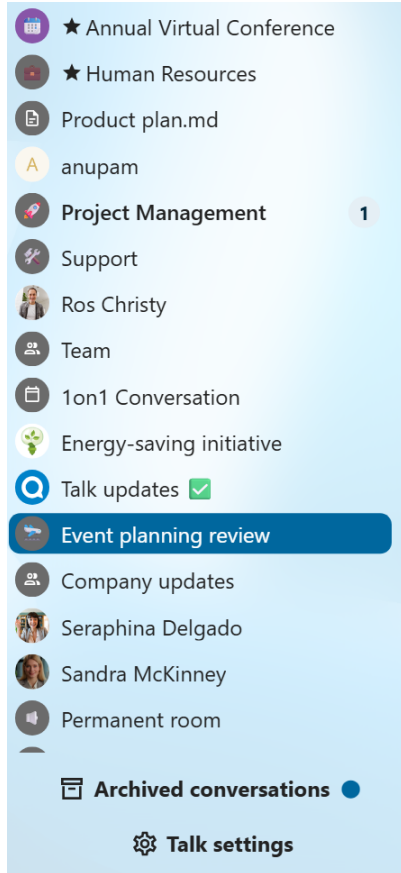 ★ Annual Virtual Conference
★ Human Resources
Product plan.md
A anupam
Project Management 1
Support
Ros Christy
Team
1on1 Conversation
Energy-saving initiative
Talk updates ✅
Event planning review
Company updates
Seraphina Delgado
Sandra McKinney
Permanent room
Archived conversations
Talk settings